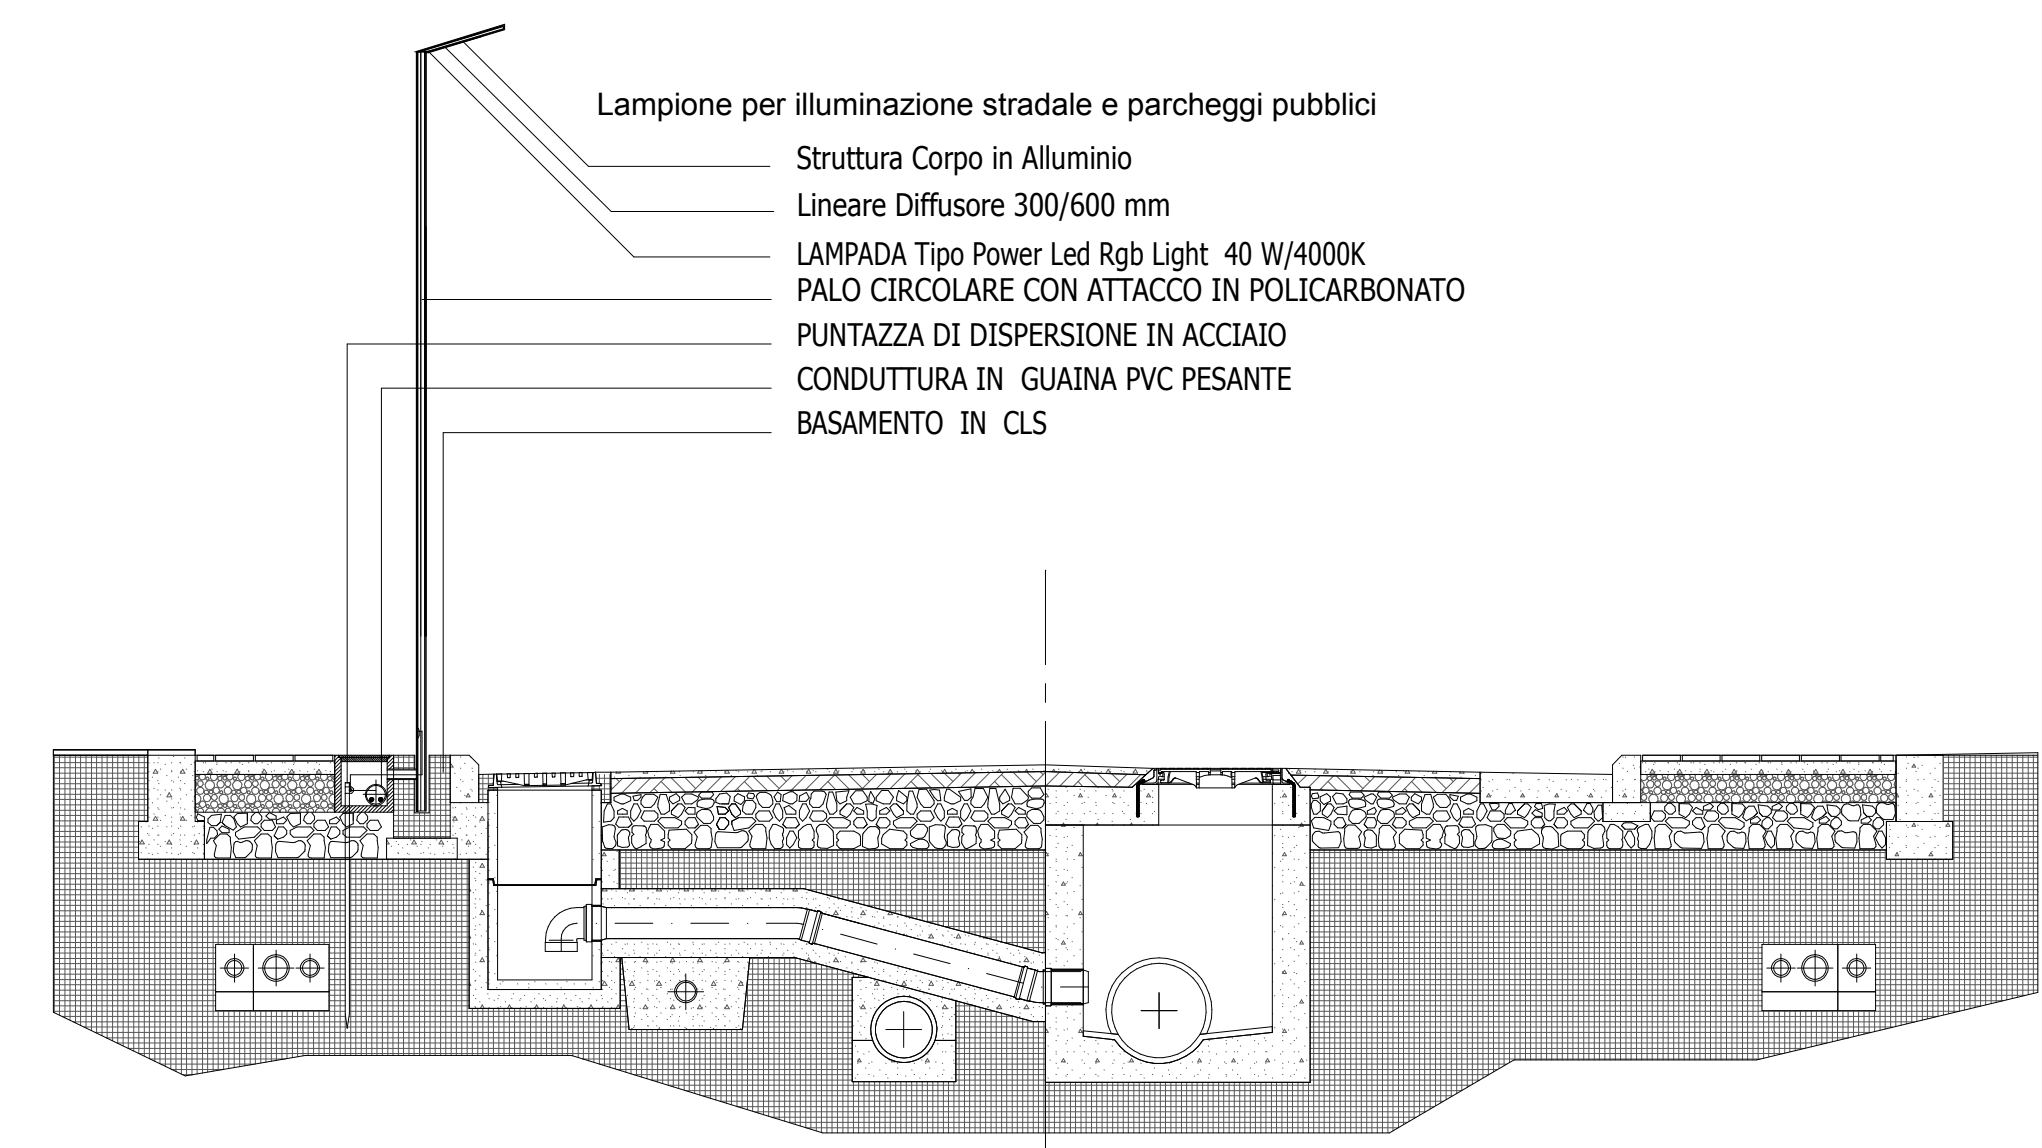 Lampione per illuminazione stradale e parcheggi pubblici
Struttura Corpo in Alluminio
Lineare Diffusore 300/600 mm
LAMPADA Tipo Power Led Rgb Light 40 W/4000K
PALO CIRCOLARE CON ATTACCO IN POLICARBONATO
PUNTAZZA DI DISPERSIONE IN ACCIAIO
CONDUTTURA IN GUAINA PVC PESANTE
BASAMENTO IN CLS